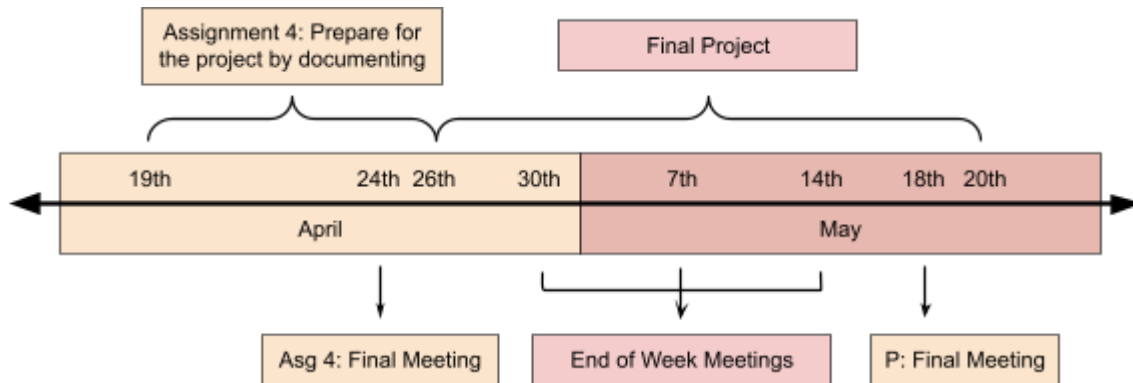 Assignment 4: Prepare for
the project by documenting
Final Project
19th 24th 26th 30th 7th 14th 18th 20th
April May
Asg 4: Final Meeting
End of Week Meetings
P: Final Meeting